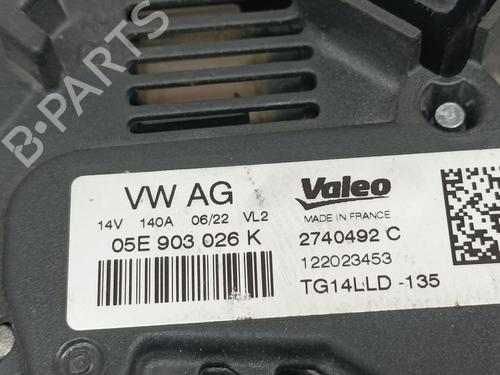 B-PARTS
VW AG
14V 140A 06/22 VL2
05E 903 026 K
Valeo
MADE IN FRANCE
2740492 C
122023453
TG14LLD -135